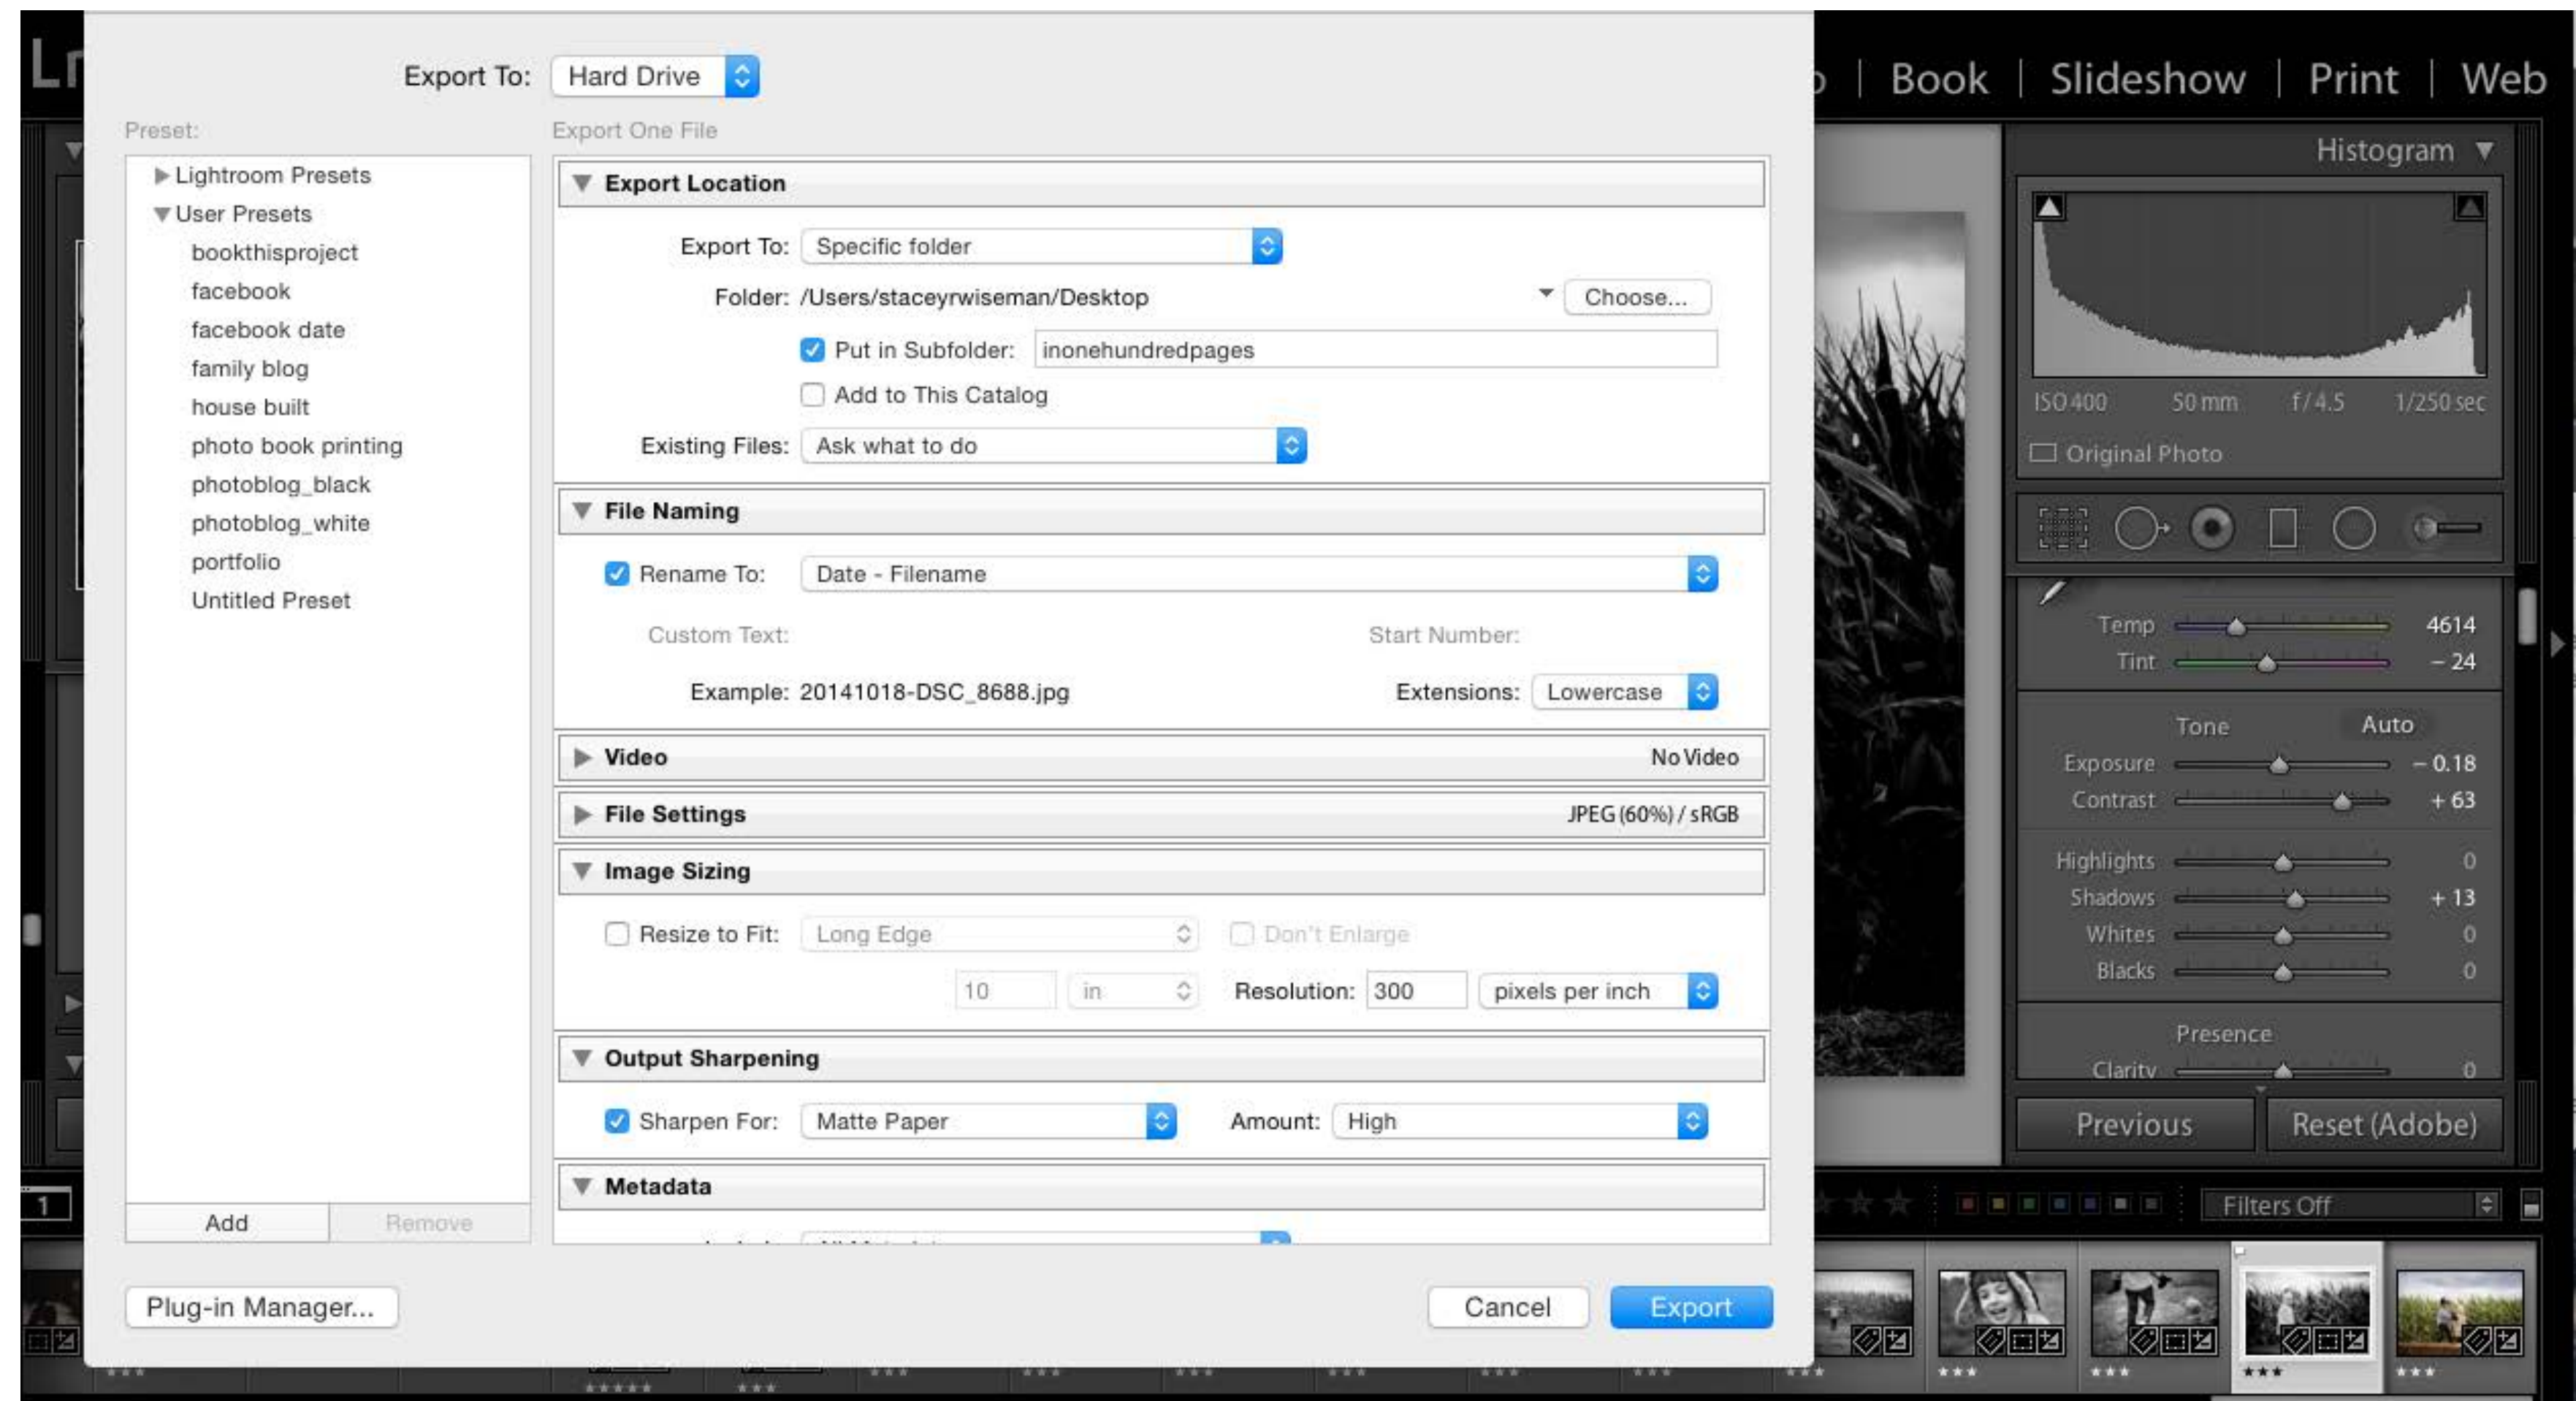 Lr
Export To: Hard Drive
Book | Slideshow | Print | Web
Preset:
Lightroom Presets
User Presets
bookthisproject
facebook
facebook date
family blog
house built
photo book printing
photoblog_black
photoblog_white
portfolio
Untitled Preset
Add Remove
Plug-in Manager...
Export One File
Export Location
Export To: Specific folder
Folder: /Users/staceyrwiseman/Desktop Choose...
Put in Subfolder: inonehundredpages
Add to This Catalog
Existing Files: Ask what to do
File Naming
Rename To: Date - Filename
Custom Text: Start Number:
Example: 20141018-DSC_8688.jpg Extensions: Lowercase
Video No Video
File Settings JPEG (60%) / sRGB
Image Sizing
Resize to Fit: Long Edge Don't Enlarge
10 in Resolution: 300 pixels per inch
Output Sharpening
Sharpen For: Matte Paper Amount: High
Metadata
Cancel Export
Histogram
ISO 400 50 mm f / 4.5 1/250 sec
Original Photo
Temp 4614
Tint - 24
Tone Auto
Exposure - 0.18
Contrast + 63
Highlights 0
Shadows + 13
Whites 0
Blacks 0
Presence
Clarity 0
Previous Reset (Adobe)
1
Filters Off